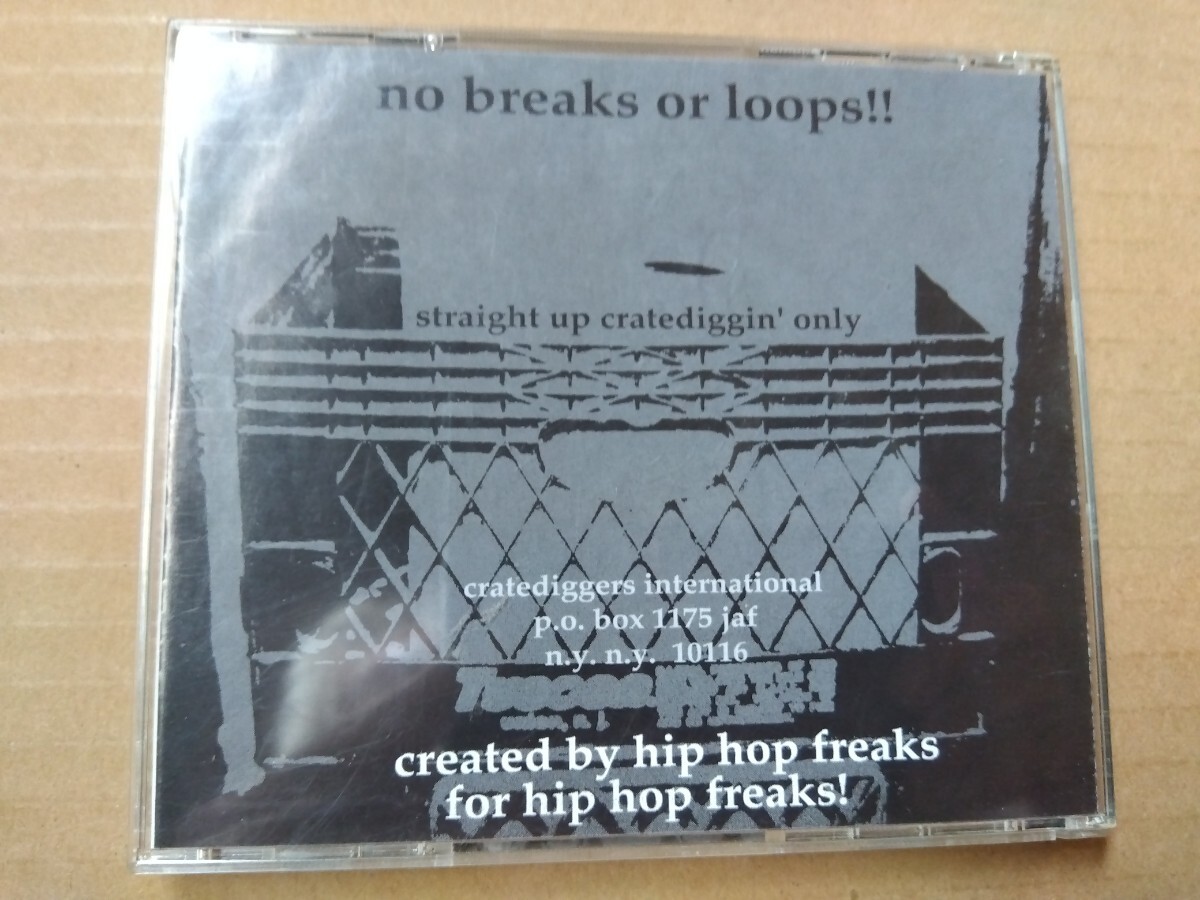 no breaks or loops!!
straight up cratediggin' only
cratediggers international
p.o. box 1175 jaf
n.y. n.y. 10116
created by hip hop freaks
for hip hop freaks!